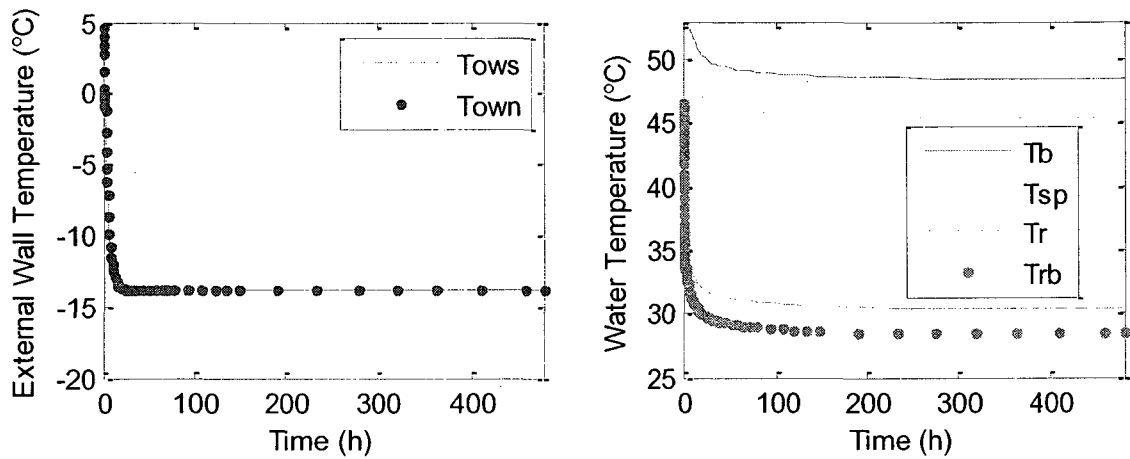 External Wall Temperature (°C)
5
0
-5
-10
-15
-20
0
100
200
300
400
Time (h)
Tows
Town
Water Temperature (°C)
50
45
40
35
30
25
0
100
200
300
400
Time (h)
Tb
Tsp
Tr
Trb